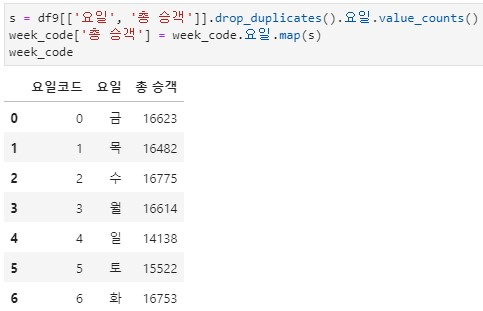 s = df9[['요일', '총 승객']].drop_duplicates().요일.value_counts()
week_code['총 승객'] = week_code.요일.map(s)
week_code
요일코드 요일 총 승객
0 0 금 16623
1 1 목 16482
2 2 수 16775
3 3 월 16614
4 4 일 14138
5 5 토 15522
6 6 화 16753